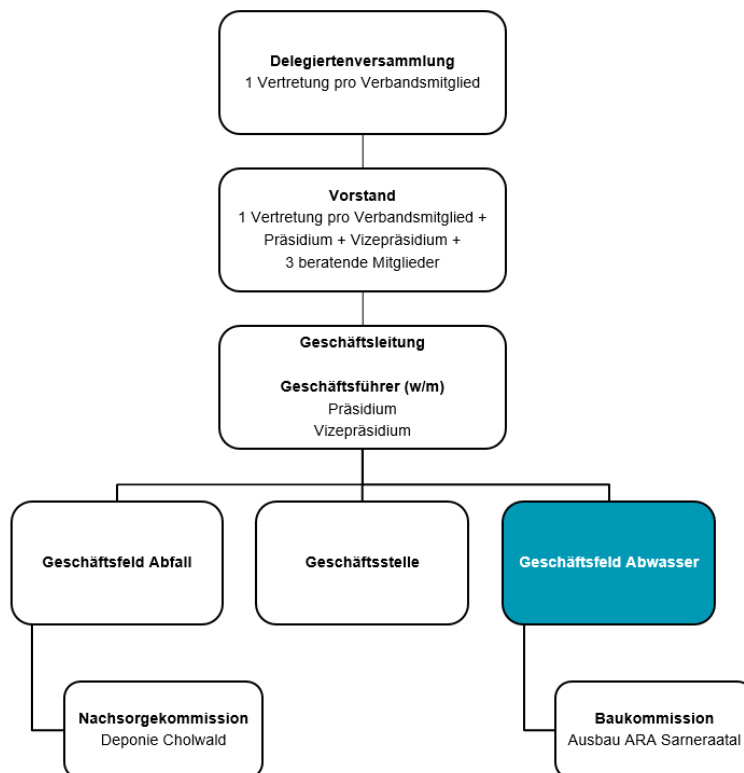 Delegiertenversammlung
1 Vertretung pro Verbandsmitglied
Vorstand
1 Vertretung pro Verbandsmitglied +
Präsidium + Vizepräsidium +
3 beratende Mitglieder
Geschäftsleitung
Geschäftsführer (w/m)
Präsidium
Vizepräsidium
Geschäftsfeld Abfall
Geschäftsstelle
Geschäftsfeld Abwasser
Nachsorgekommission
Deponie Cholwald
Baukommission
Ausbau ARA Sarneraatal